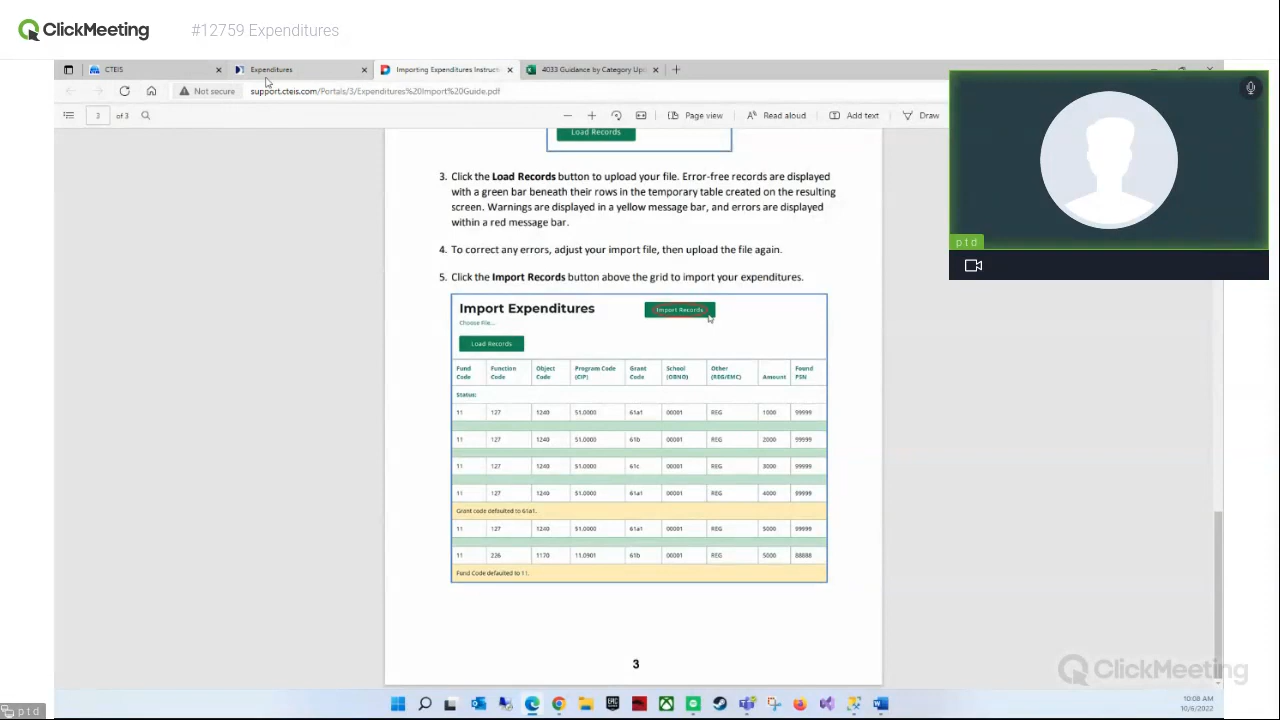 ClickMeeting
#12759 Expenditures
CTEIS
Expenditures
Importing Expenditures Instruct
4033 Guidance by Category Up
Not secure
support.cteis.com/Portals/3/Expenditures%20Import%20Guide.pdf
3 of 3
Page view
Read aloud
Add text
Draw
Load Records
3. Click the Load Records button to upload your file. Error-free records are displayed
with a green bar beneath their rows in the temporary table created on the resulting
screen. Warnings are displayed in a yellow message bar, and errors are displayed
within a red message bar.
4. To correct any errors, adjust your import file, then upload the file again.
5. Click the Import Records button above the grid to import your expenditures.
Import Expenditures
Import Records
Choose File...
Load Records
Fund Code Function Code Object Code Program Code (CIP) Grant Code School (OBNO) Other (REG/EMC) Amount Found PSN
Status:
11 127 1240 51.0000 61a1 00001 REG 1000 99999
11 127 1240 51.0000 61b 00001 REG 2000 99999
11 127 1240 51.0000 61c 00001 REG 3000 99999
11 127 1240 51.0000 61a1 00001 REG 4000 99999
Grant code defaulted to 61a1.
11 127 1240 51.0000 61a1 00001 REG 5000 99999
11 226 1170 11.0901 61b 00001 REG 5000 88888
Fund Code defaulted to 11.
3
ptd
ClickMeeting
10:08 AM
10/6/2022
ptd